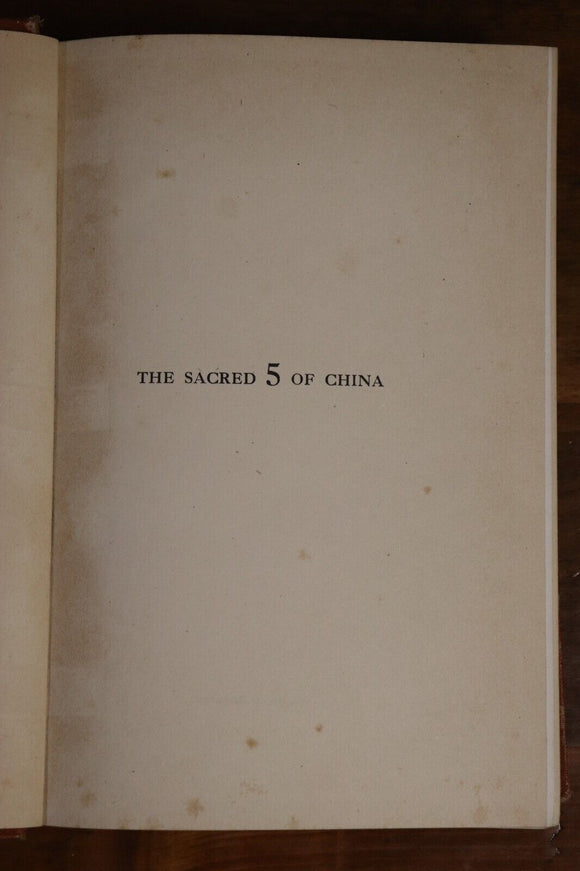 THE SACRED 5 OF CHINA